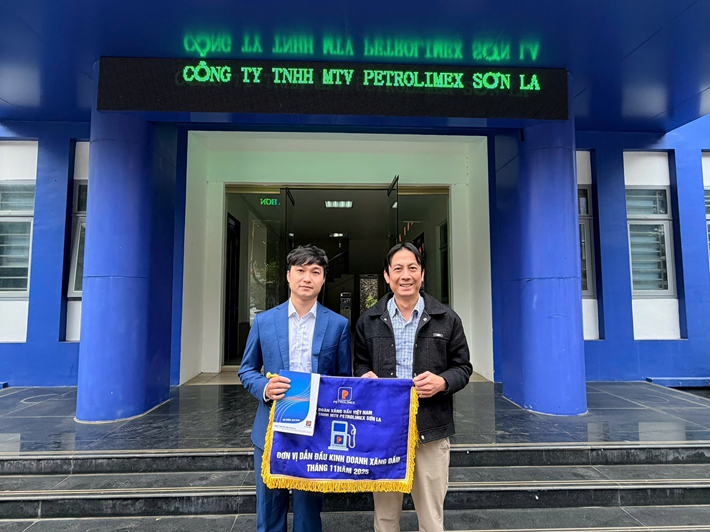 CÔNG TY TNHH MTV PETROLIMEX SƠN LA
P
PETROLIMEX
ĐOÀN XĂNG DẦU VIỆT NAM
TNHH MTV PETROLIMEX SƠN LA
P
ĐƠN VỊ DẪN ĐẦU KINH DOANH XĂNG DẦU
THÁNG 11 NĂM 2025